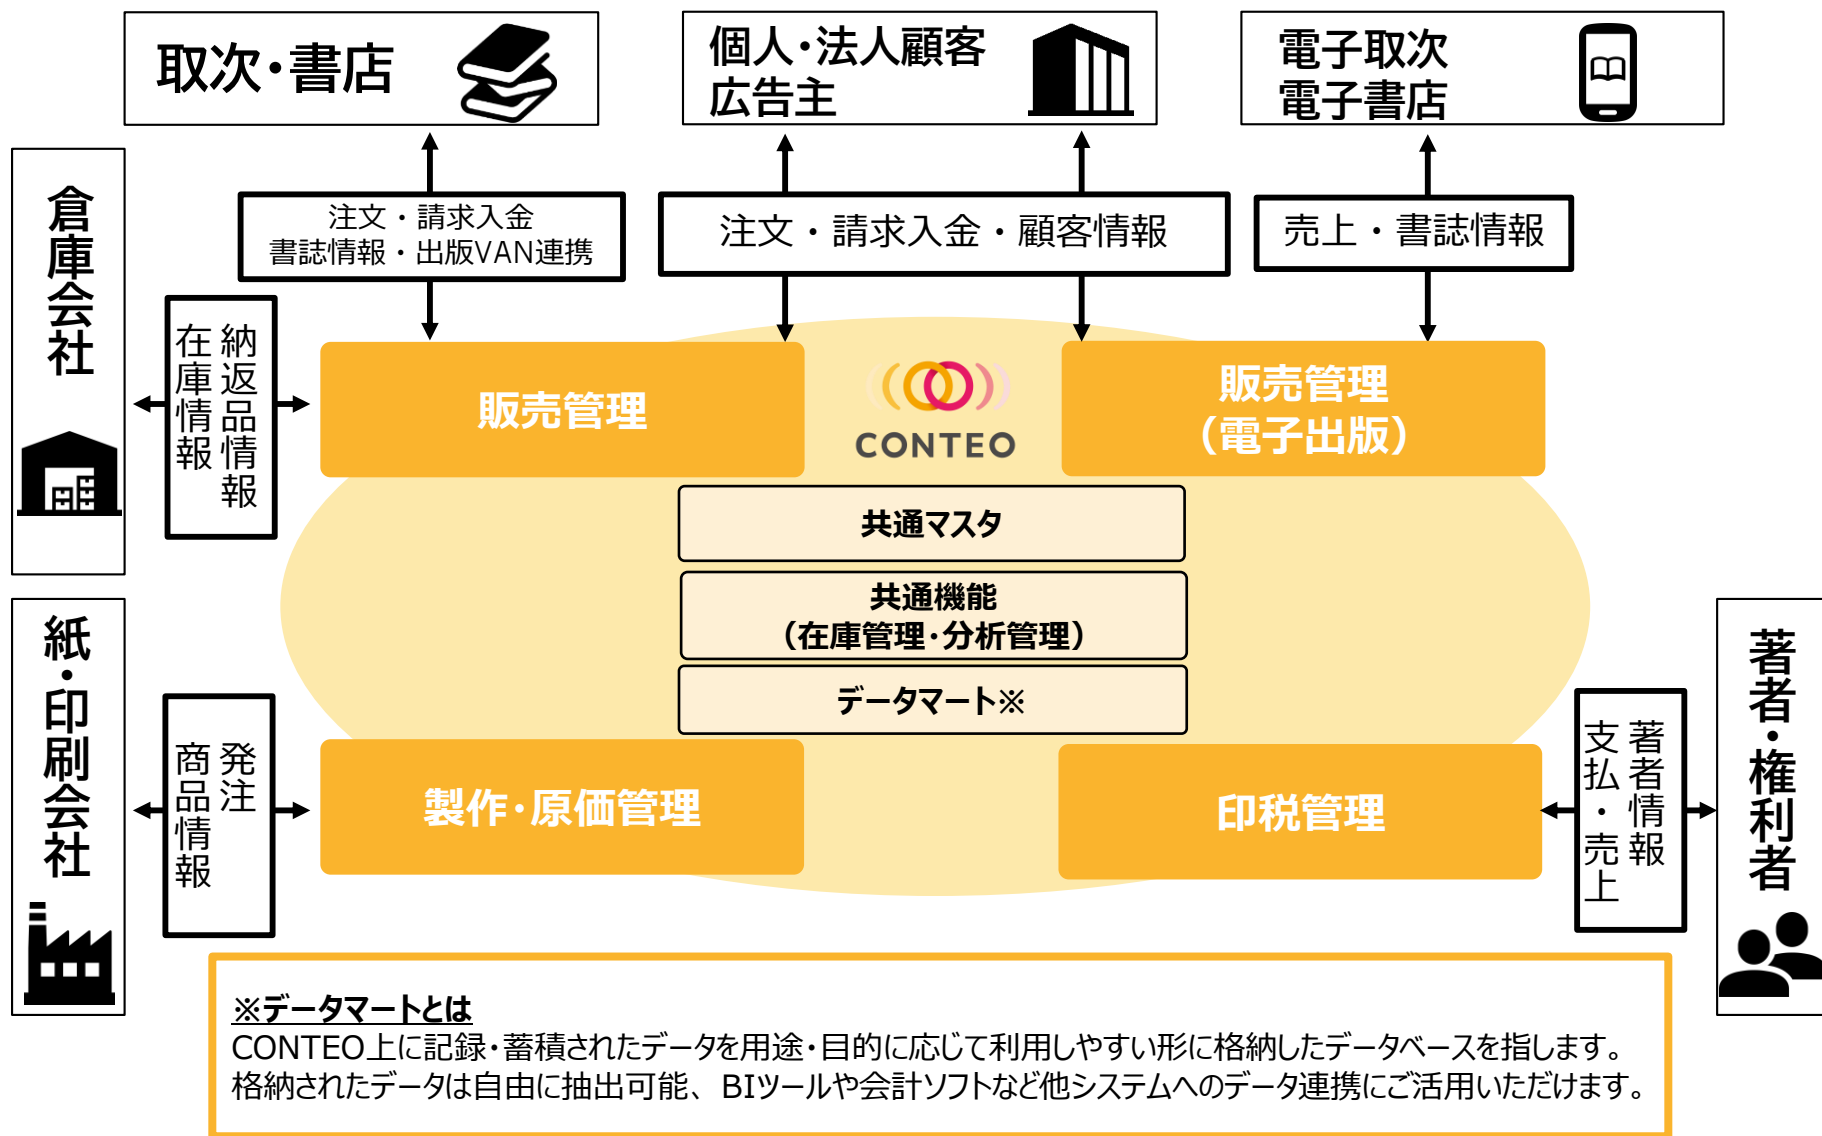 取次・書店
個人・法人顧客
広告主
電子取次
電子書店
倉庫会社
注文・請求入金
書誌情報・出版VAN連携
注文・請求入金・顧客情報
売上・書誌情報
納返品情報
在庫情報
販売管理
CONTEO
販売管理
（電子出版）
共通マスタ
共通機能
（在庫管理・分析管理）
データマート※
紙・印刷会社
発注
商品情報
製作・原価管理
印税管理
著者情報
支払・売上
著者・権利者
※データマートとは
CONTEO上に記録・蓄積されたデータを用途・目的に応じて利用しやすい形に格納したデータベースを指します。
格納されたデータは自由に抽出可能、BIツールや会計ソフトなど他システムへのデータ連携にご活用いただけます。